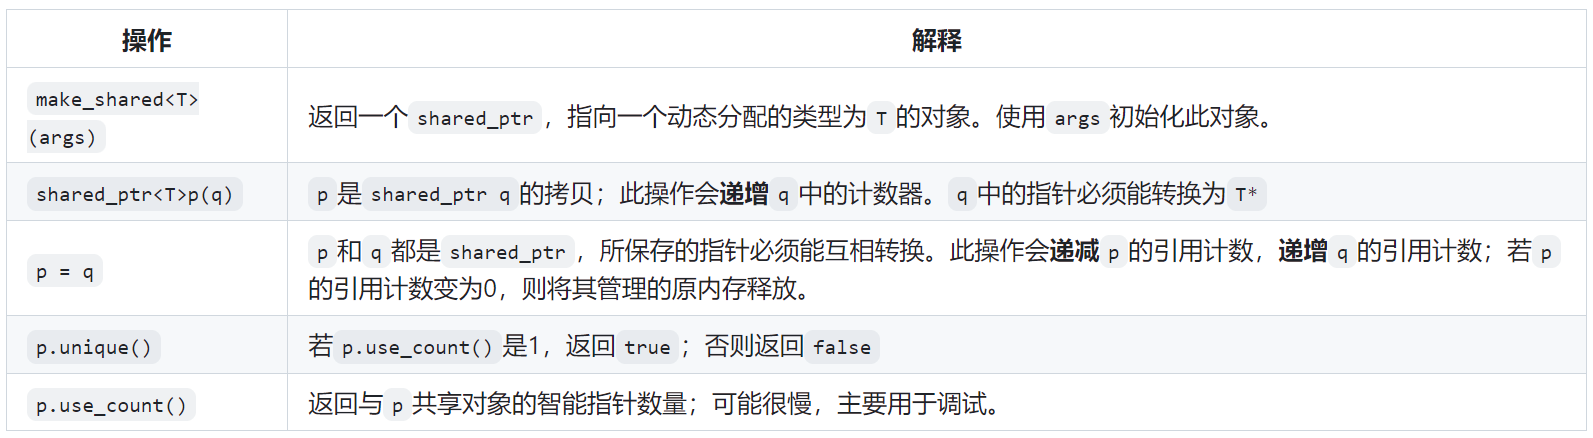 操作 解释
make_shared<T>
(args)
返回一个 shared_ptr ，指向一个动态分配的类型为 T 的对象。使用 args 初始化此对象。
shared_ptr<T>p(q) p 是 shared_ptr q 的拷贝；此操作会递增 q 中的计数器。 q 中的指针必须能转换为 T*
p = q
p 和 q 都是 shared_ptr ，所保存的指针必须能互相转换。此操作会递减 p 的引用计数，递增 q 的引用计数；若 p
的引用计数变为0，则将其管理的原内存释放。
p.unique() 若 p.use_count() 是1，返回 true ；否则返回 false
p.use_count() 返回与 p 共享对象的智能指针数量；可能很慢，主要用于调试。